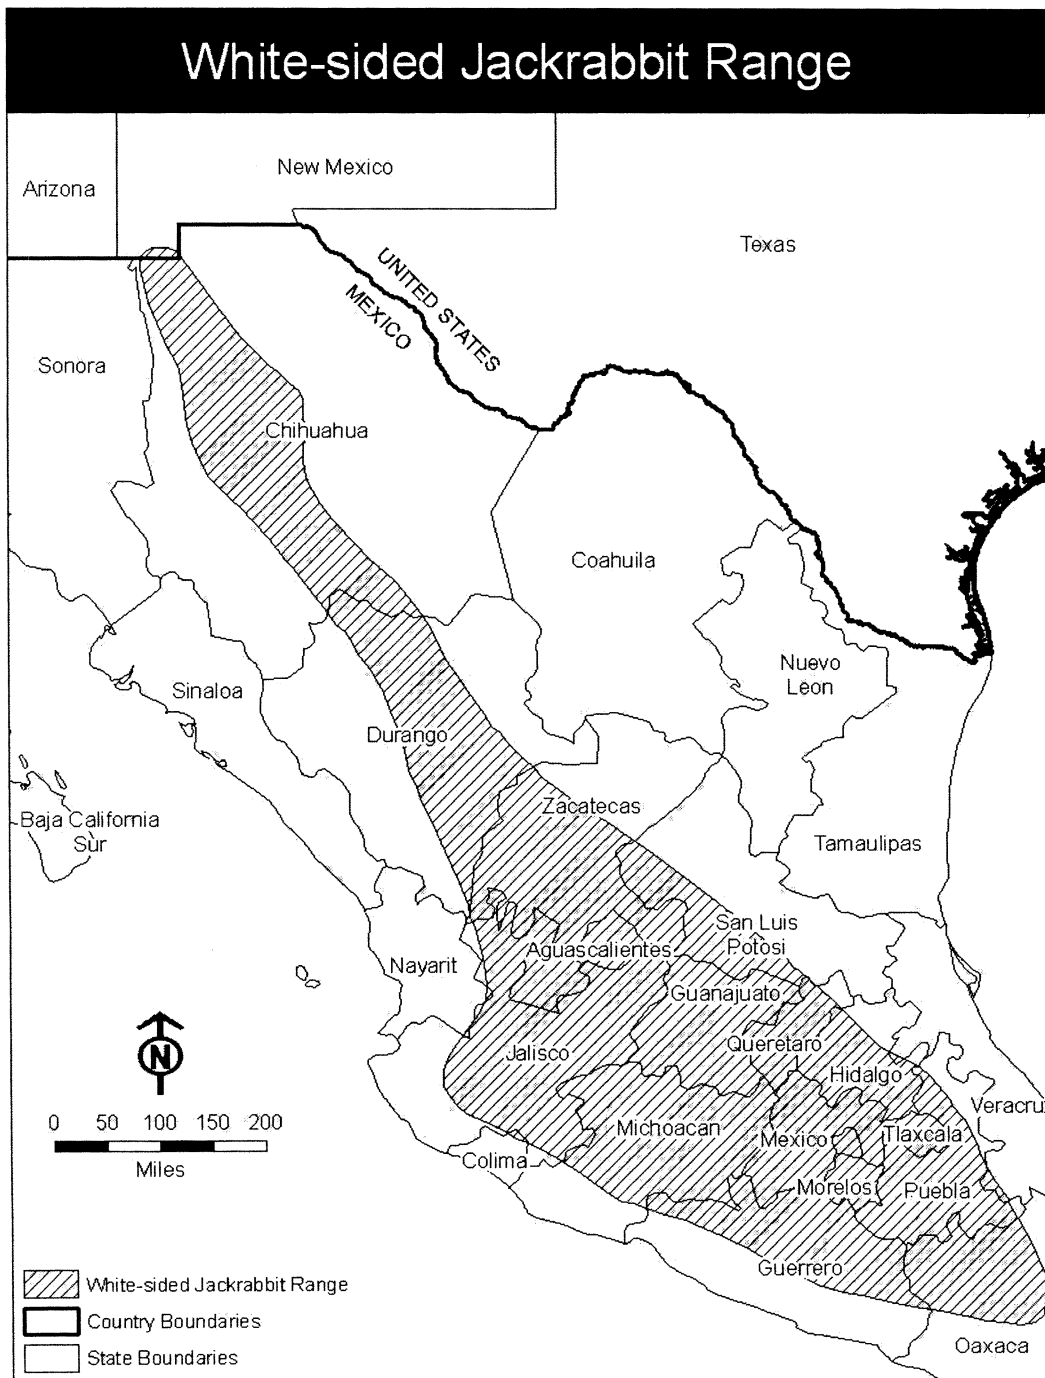 White-sided Jackrabbit Range
New Mexico
Arizona
Texas
UNITED STATES
MEXICO
Sonora
Chihuahua
Coahuila
Nuevo
Leon
Sinaloa
Durango
Zacatecas
Baja California
Sur
Tamaulipas
San Luis
Potosi
Aguascalientes
Nayarit
Guanajuato
Queretaro
Jalisco
Hidalgo
Veracruz
Michoacan
Mexico
Tlaxcala
Colima
Morelos
Puebla
Guerrero
Oaxaca
N
0 50 100 150 200
Miles
White-sided Jackrabbit Range
Country Boundaries
State Boundaries